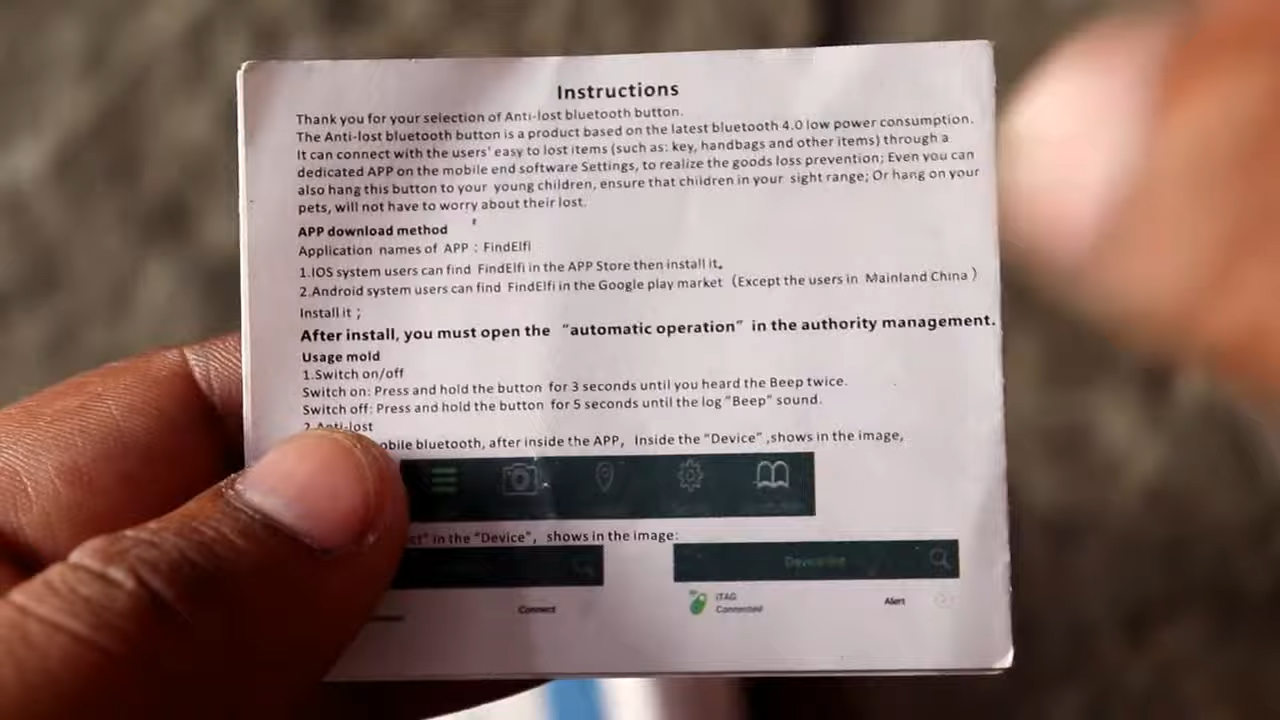 Instructions
Thank you for your selection of Anti-lost bluetooth button.
The Anti-lost bluetooth button is a product based on the latest bluetooth 4.0 low power consumption.
It can connect with the users' easy to lost items (such as: key, handbags and other items) through a
dedicated APP on the mobile end software Settings, to realize the goods loss prevention; Even you can
also hang this button to your young children, ensure that children in your sight range; Or hang on your
pets, will not have to worry about their lost.
APP download method
Application names of APP : FindElfi
1.IOS system users can find FindElfi in the APP Store then install it.
2.Android system users can find FindElfi in the Google play market (Except the users in Mainland China)
Install it ;
After install, you must open the "automatic operation" in the authority management.
Usage mold
1.Switch on/off
Switch on: Press and hold the button for 3 seconds until you heard the Beep twice.
Switch off: Press and hold the button for 5 seconds until the log "Beep" sound.
2.Anti-lost
bluetooth, after inside the APP, Inside the "Device" ,shows in the image,
in the "Device", shows in the image:
iTAG
Connect
Connected
Alert